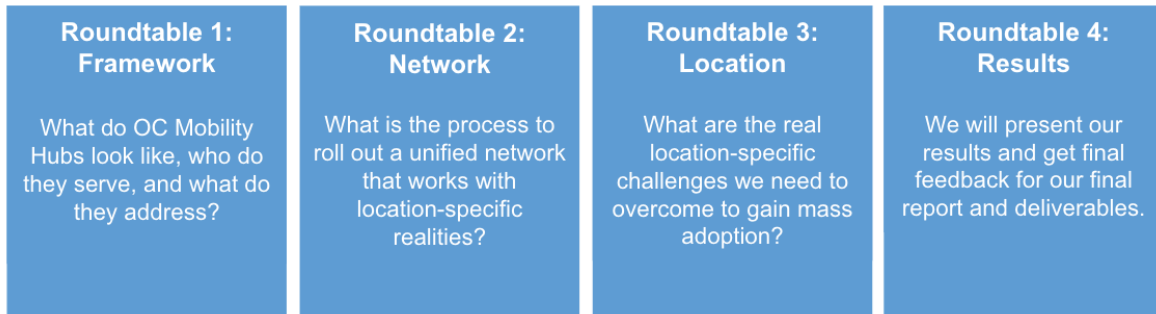 Roundtable 1:
Framework
What do OC Mobility
Hubs look like, who do
they serve, and what do
they address?
Roundtable 2:
Network
What is the process to
roll out a unified network
that works with
location-specific
realities?
Roundtable 3:
Location
What are the real
location-specific
challenges we need to
overcome to gain mass
adoption?
Roundtable 4:
Results
We will present our
results and get final
feedback for our final
report and deliverables.